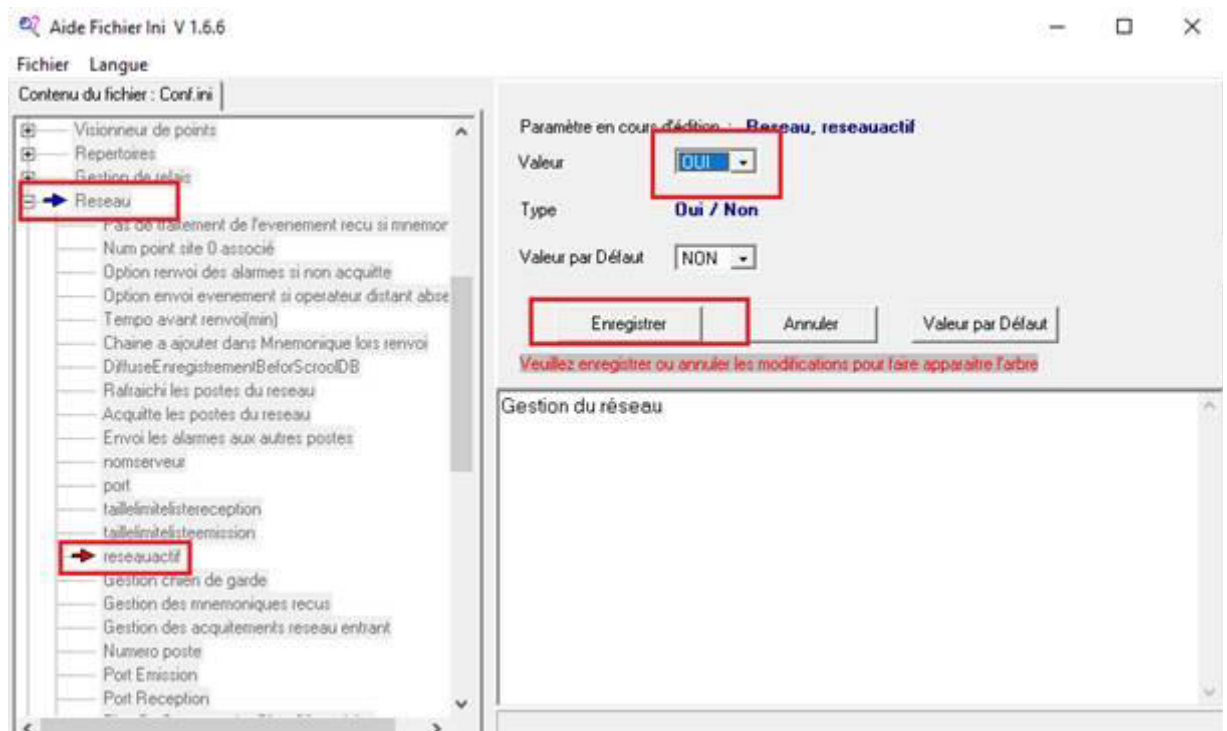 Aide Fichier Ini V 1.6.6
Fichier Langue
Contenu du fichier : Conf.ini
Visionneur de points
Repertoires
Gestion de relais
Reseau
Pas de traitement de l'evenement recu si mnemor
Num point site 0 associé
Option renvoi des alarmes si non acquitte
Option envoi evenement si operateur distant abse
Tempo avant renvoi(min)
Chaine a ajouter dans Mnemonique lors renvoi
DiffuseEnregistrementBeforScroolDB
Rafraichi les postes du reseau
Acquitte les postes du reseau
Envoi les alarmes aux autres postes
nomserveur
port
taillelimitelistereception
taillelimitelisteemission
reseauactif
Gestion chien de garde
Gestion des mnemoniques recus
Gestion des acquitements reseau entrant
Numero poste
Port Emission
Port Reception
Paramètre en cours d'édition : Reseau, reseauactif
Valeur OUI
Type Oui / Non
Valeur par Défaut NON
Enregistrer Annuler Valeur par Défaut
Veuillez enregistrer ou annuler les modifications pour faire apparaitre l'arbre
Gestion du réseau